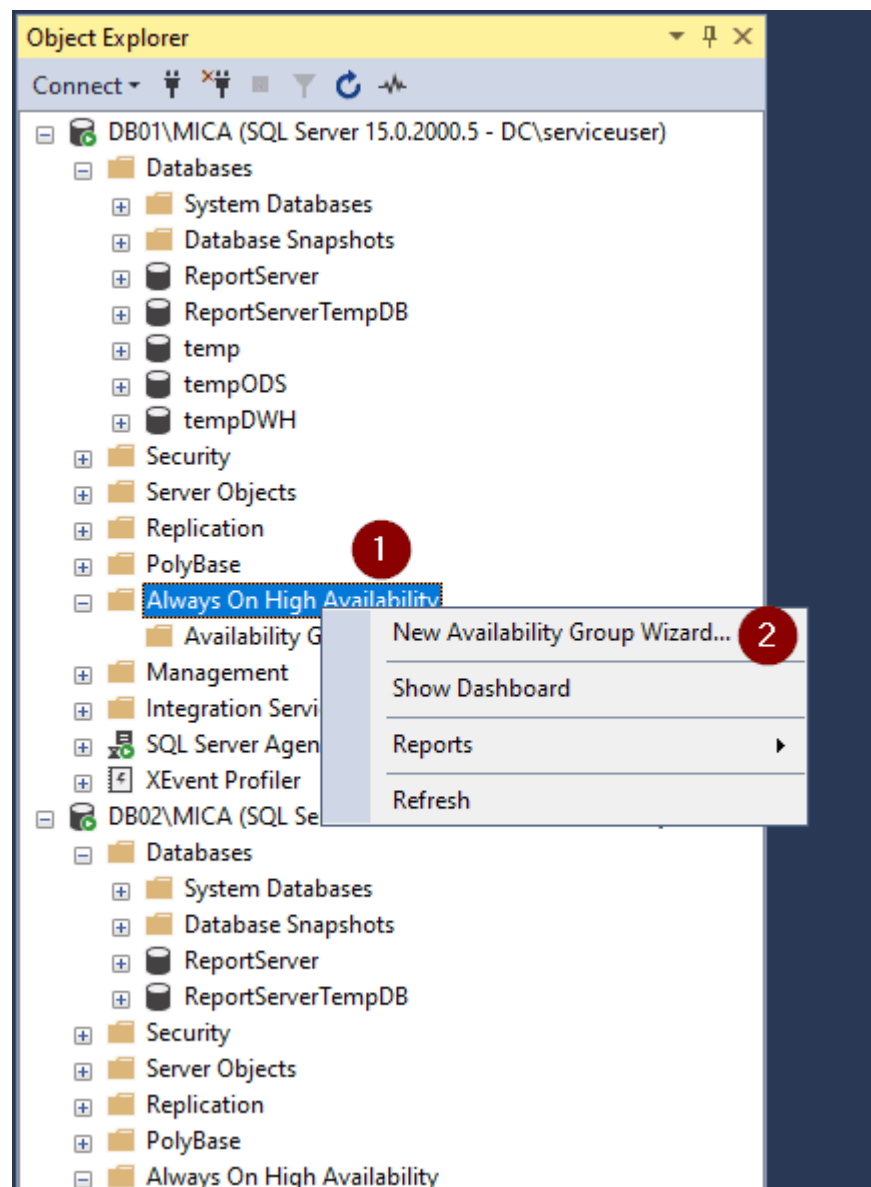 Object Explorer
Connect
DB01\MICA (SQL Server 15.0.2000.5 - DC\serviceuser)
Databases
System Databases
Database Snapshots
ReportServer
ReportServerTempDB
temp
tempODS
tempDWH
Security
Server Objects
Replication
1
PolyBase
Always On High Availability
Availability G
New Availability Group Wizard... 2
Management
Show Dashboard
Integration Servi
SQL Server Agen
Reports
XEvent Profiler
Refresh
DB02\MICA (SQL Se
Databases
System Databases
Database Snapshots
ReportServer
ReportServerTempDB
Security
Server Objects
Replication
PolyBase
Always On High Availability